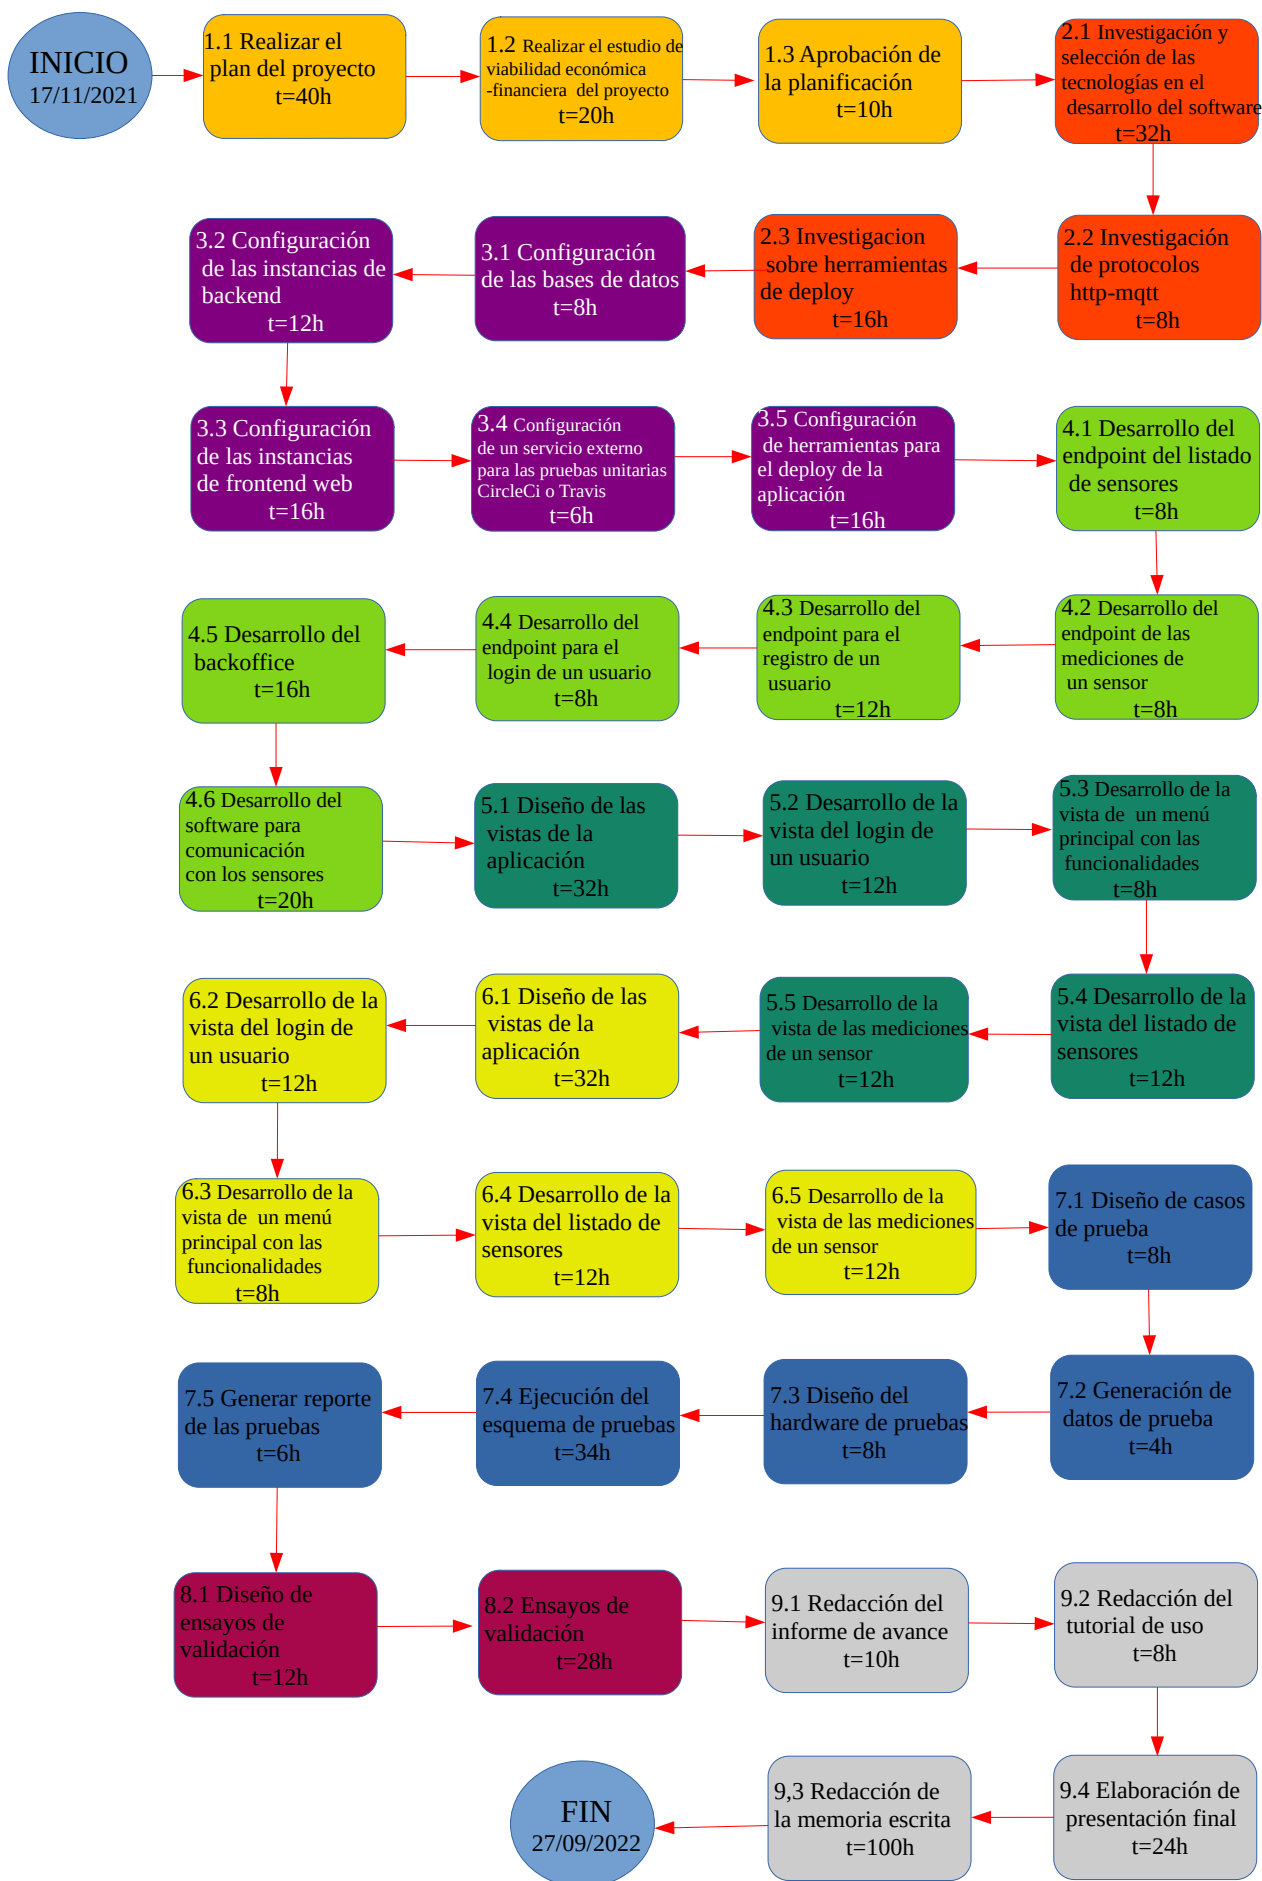 INICIO
17/11/2021
1.1 Realizar el
plan del proyecto
t=40h
1.2 Realizar el estudio de
viabilidad económica
-financiera del proyecto
t=20h
1.3 Aprobación de
la planificación
t=10h
2.1 Investigación y
selección de las
tecnologías en el
desarrollo del software
t=32h
2.2 Investigación
de protocolos
http-mqtt
t=8h
2.3 Investigacion
sobre herramientas
de deploy
t=16h
3.1 Configuración
de las bases de datos
t=8h
3.2 Configuración
de las instancias de
backend
t=12h
3.3 Configuración
de las instancias
de frontend web
t=16h
3.4 Configuración
de un servicio externo
para las pruebas unitarias
CircleCi o Travis
t=6h
3.5 Configuración
de herramientas para
el deploy de la
aplicación
t=16h
4.1 Desarrollo del
endpoint del listado
de sensores
t=8h
4.2 Desarrollo del
endpoint de las
mediciones de
un sensor
t=8h
4.3 Desarrollo del
endpoint para el
registro de un
usuario
t=12h
4.4 Desarrollo del
endpoint para el
login de un usuario
t=8h
4.5 Desarrollo del
backoffice
t=16h
4.6 Desarrollo del
software para
comunicación
con los sensores
t=20h
5.1 Diseño de las
vistas de la
aplicación
t=32h
5.2 Desarrollo de la
vista del login de
un usuario
t=12h
5.3 Desarrollo de la
vista de un menú
principal con las
funcionalidades
t=8h
5.4 Desarrollo de la
vista del listado de
sensores
t=12h
5.5 Desarrollo de la
vista de las mediciones
de un sensor
t=12h
6.1 Diseño de las
vistas de la
aplicación
t=32h
6.2 Desarrollo de la
vista del login de
un usuario
t=12h
6.3 Desarrollo de la
vista de un menú
principal con las
funcionalidades
t=8h
6.4 Desarrollo de la
vista del listado de
sensores
t=12h
6.5 Desarrollo de la
vista de las mediciones
de un sensor
t=12h
7.1 Diseño de casos
de prueba
t=8h
7.2 Generación de
datos de prueba
t=4h
7.3 Diseño del
hardware de pruebas
t=8h
7.4 Ejecución del
esquema de pruebas
t=34h
7.5 Generar reporte
de las pruebas
t=6h
8.1 Diseño de
ensayos de
validación
t=12h
8.2 Ensayos de
validación
t=28h
9.1 Redacción del
informe de avance
t=10h
9.2 Redacción del
tutorial de uso
t=8h
9.4 Elaboración de
presentación final
t=24h
9,3 Redacción de
la memoria escrita
t=100h
FIN
27/09/2022